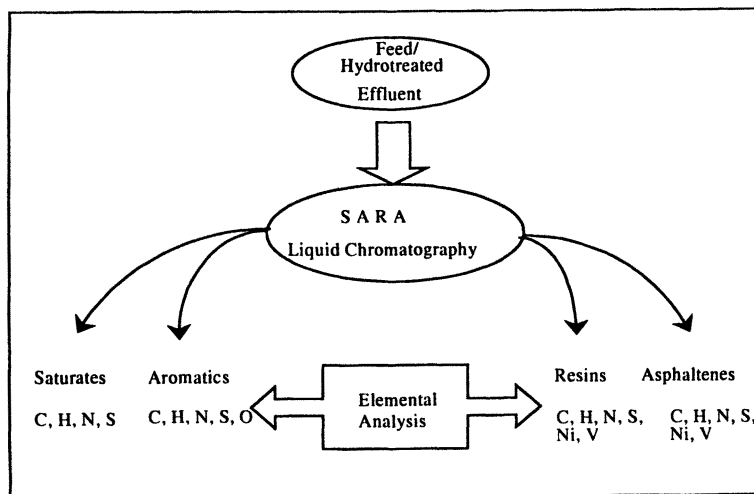 Feed/
Hydrotreated
Effluent
S A R A
Liquid Chromatography
Saturates
Aromatics
Resins
Asphaltenes
C, H, N, S
C, H, N, S, O
Elemental
Analysis
C, H, N, S,
Ni, V
C, H, N, S,
Ni, V